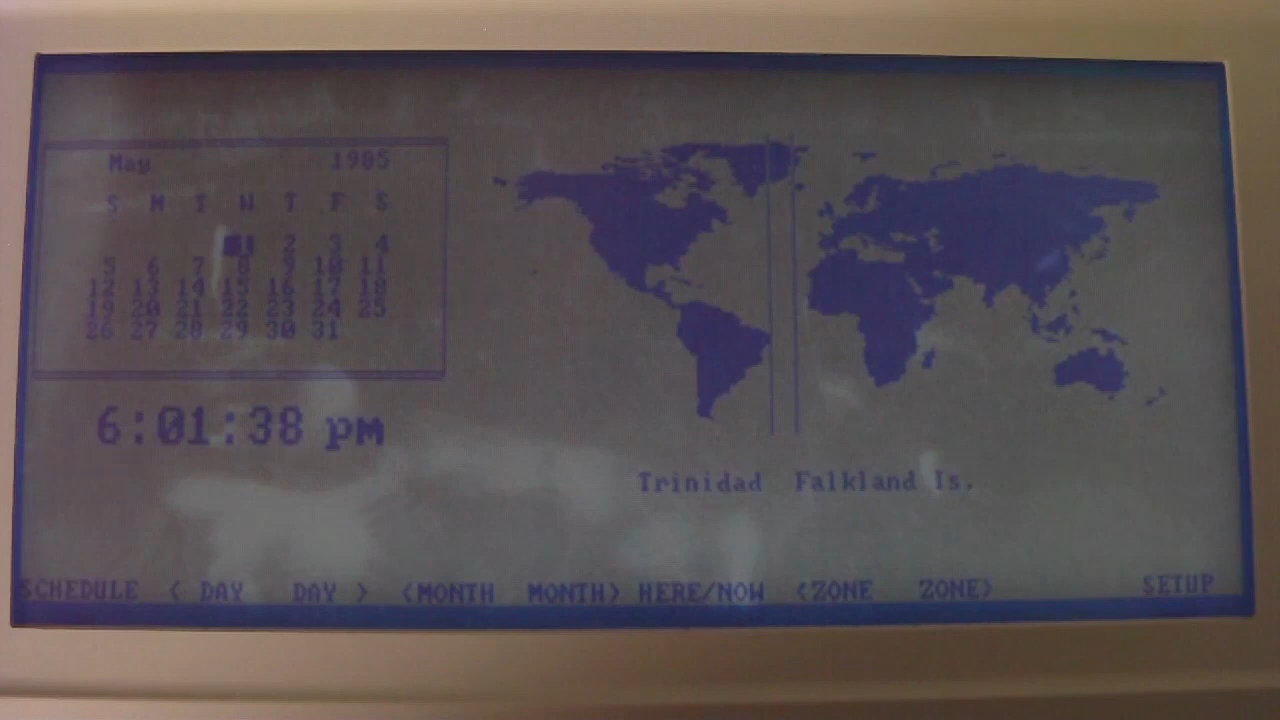 May 1985
S M T W T F S
1 2 3 4
5 6 7 8 9 10 11
12 13 14 15 16 17 18
19 20 21 22 23 24 25
26 27 28 29 30 31
6:01:38 pm
Trinidad Falkland Is.
SCHEDULE < DAY DAY > <MONTH MONTH> HERE/NOW <ZONE ZONE> SETUP